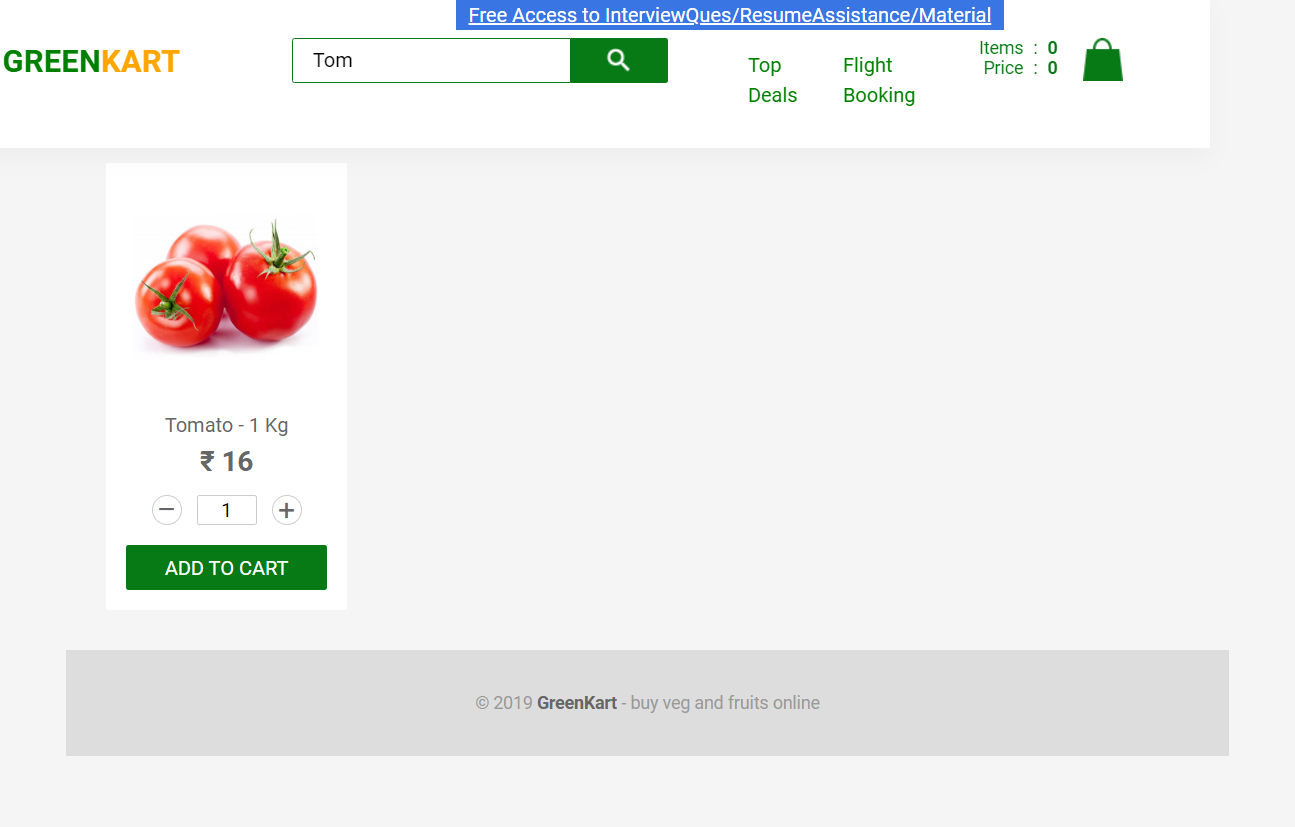 Free Access to InterviewQues/ResumeAssistance/Material
GREENKART
Tom
Top
Deals
Flight
Booking
Items : 0
Price : 0
Tomato - 1 Kg
₹ 16
– 1 +
ADD TO CART
© 2019 GreenKart - buy veg and fruits online